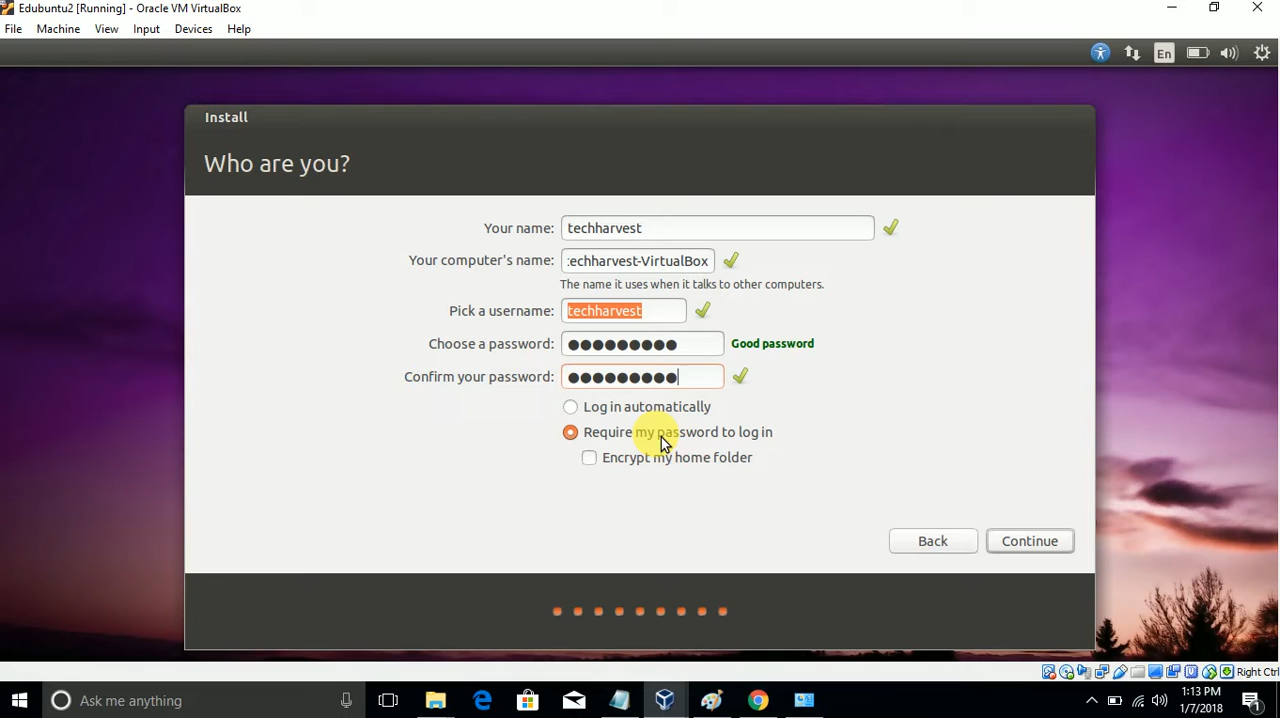 Edubuntu2 [Running] - Oracle VM VirtualBox
File Machine View Input Devices Help
En
Install
Who are you?
Your name: techharvest
Your computer's name: techharvest-VirtualBox
The name it uses when it talks to other computers.
Pick a username: techharvest
Choose a password: ●●●●●●●●● Good password
Confirm your password: ●●●●●●●●●
Log in automatically
Require my password to log in
Encrypt my home folder
Back Continue
Right Ctrl
Ask me anything
1:13 PM
1/7/2018
1